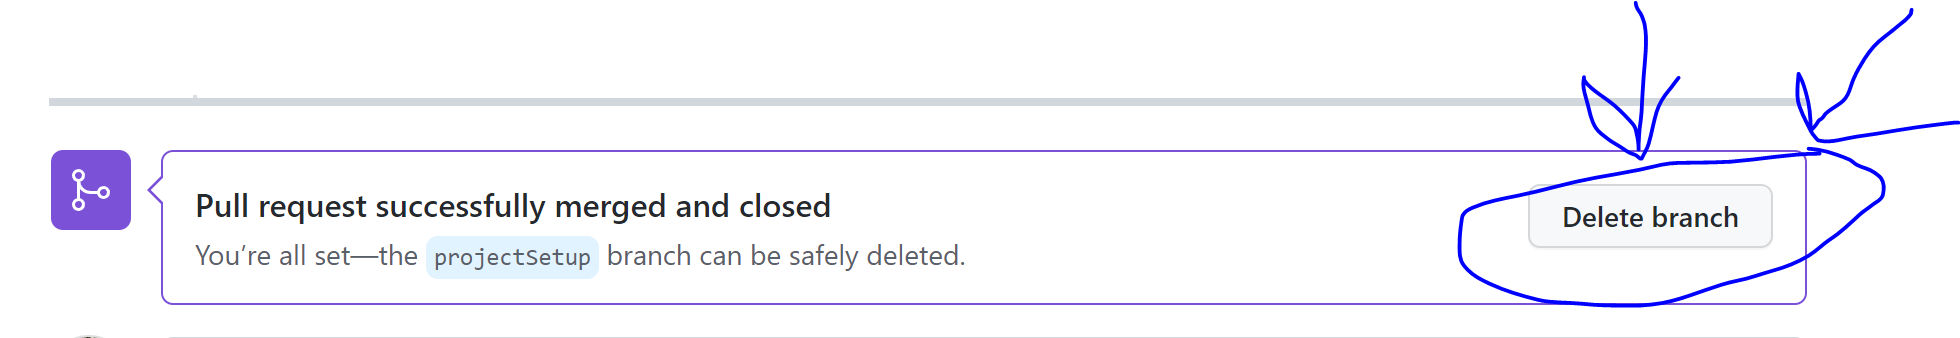 Pull request successfully merged and closed
Delete branch
You’re all set—the projectSetup branch can be safely deleted.